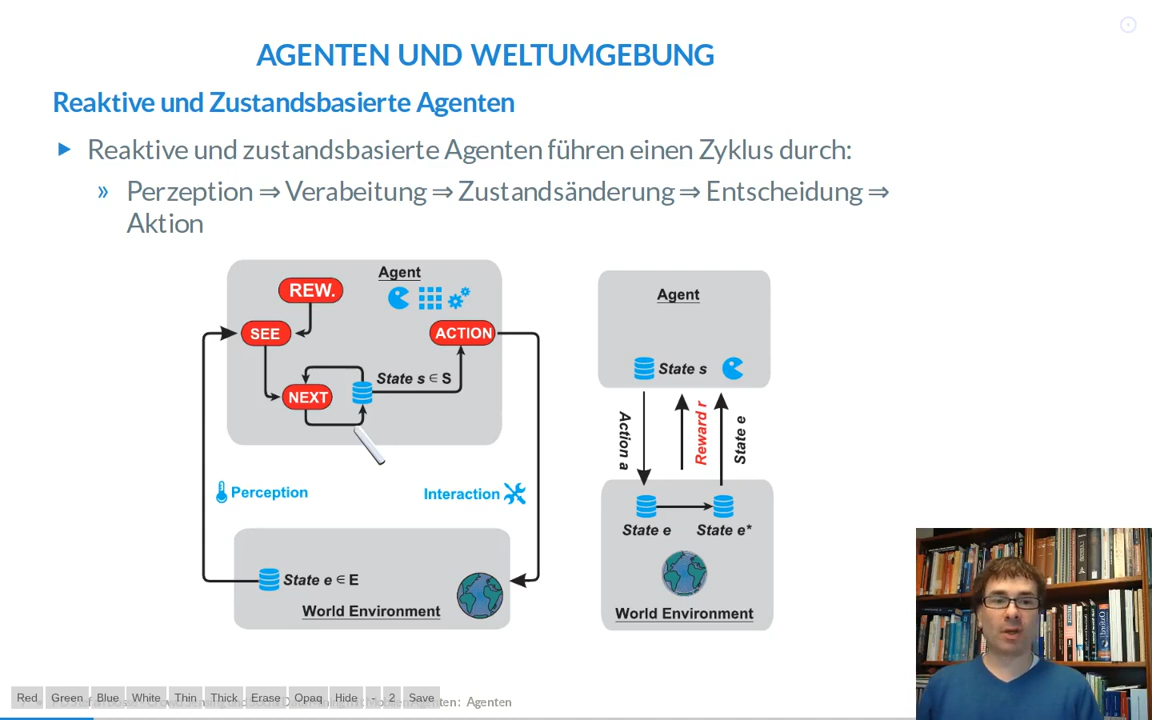 AGENTEN UND WELTUMGEBUNG
Reaktive und Zustandsbasierte Agenten
Reaktive und zustandsbasierte Agenten führen einen Zyklus durch:
» Perzeption ⇒ Verabeitung ⇒ Zustandsänderung ⇒ Entscheidung ⇒
Aktion
Agent
REW.
SEE
ACTION
State s ∈ S
NEXT
Perception
Interaction
State e ∈ E
World Environment
Agent
State s
Action a
Reward r
State e
State e
State e*
World Environment
Red Green Blue White Thin Thick Erase Opaq Hide - 2 Save
Agenten